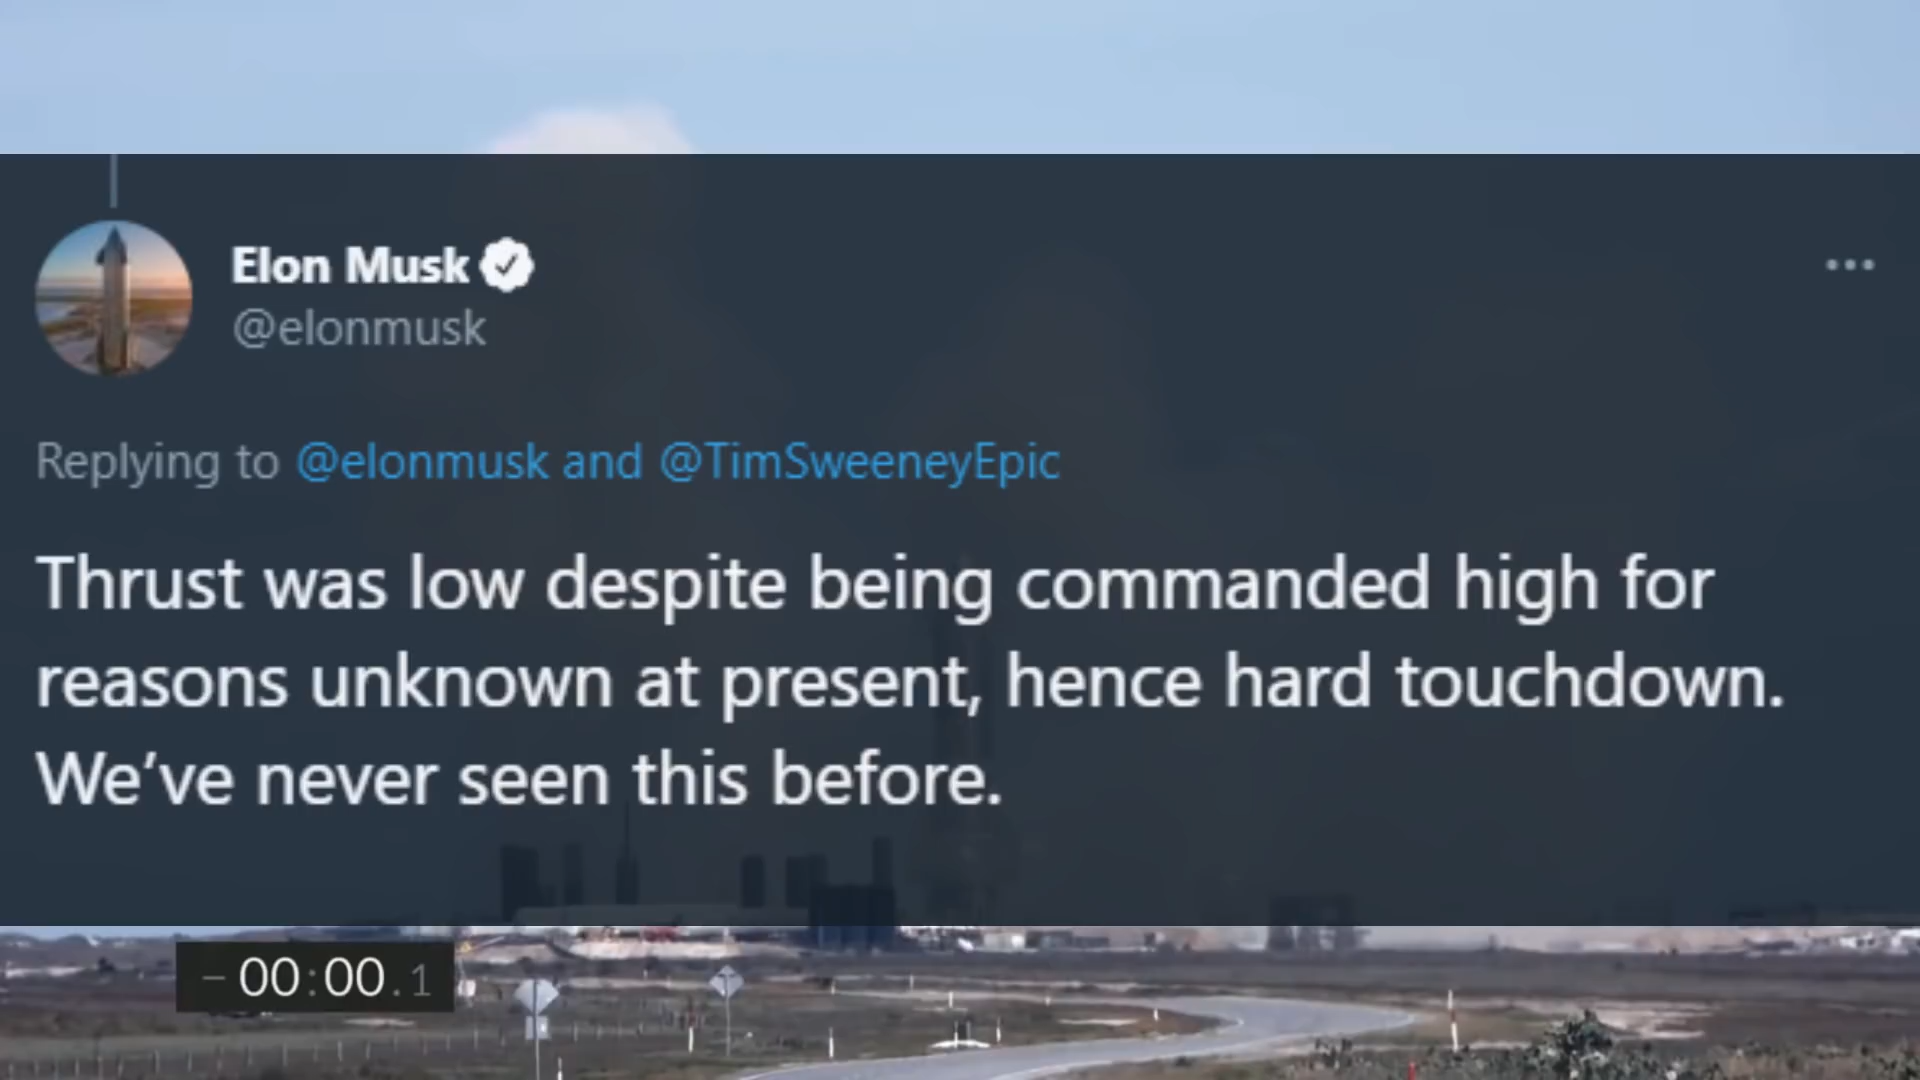 Elon Musk
@elonmusk
Replying to @elonmusk and @TimSweeneyEpic
Thrust was low despite being commanded high for
reasons unknown at present, hence hard touchdown.
We’ve never seen this before.
– 00:00.1